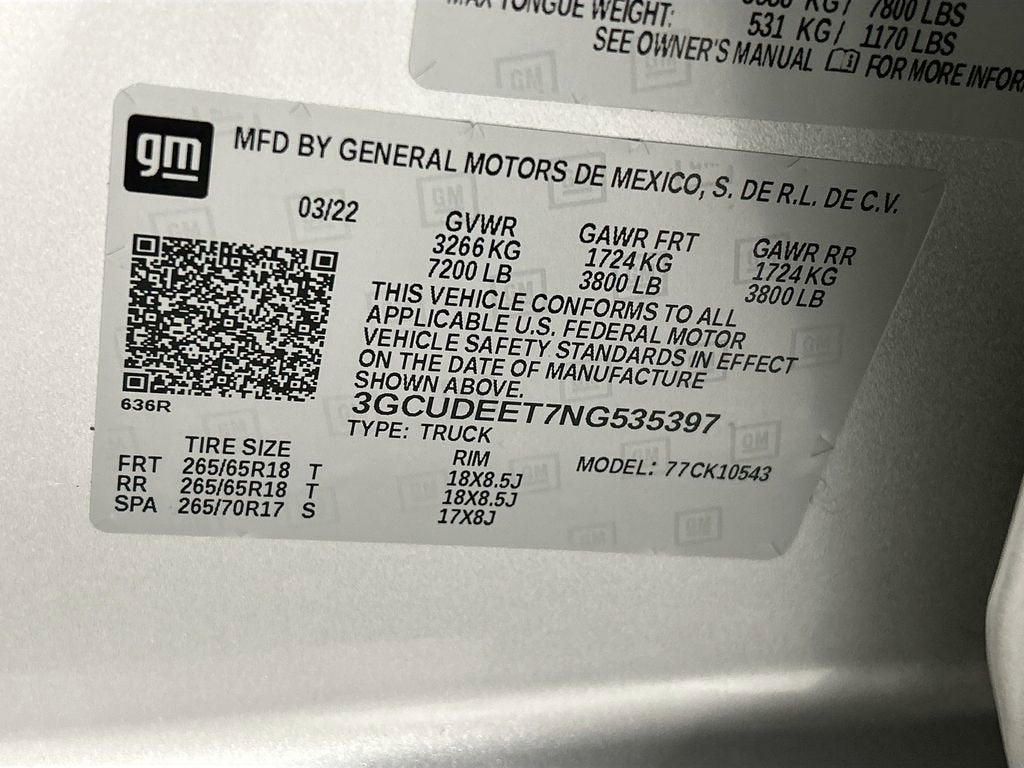 MAX TONGUE WEIGHT: KG/ 7800 LBS
531 KG/ 1170 LBS
SEE OWNER'S MANUAL FOR MORE INFOR
gm
MFD BY GENERAL MOTORS DE MEXICO, S. DE R.L. DE C.V.
03/22
GVWR GAWR FRT GAWR RR
3266 KG 1724 KG 1724 KG
7200 LB 3800 LB 3800 LB
THIS VEHICLE CONFORMS TO ALL
APPLICABLE U.S. FEDERAL MOTOR
VEHICLE SAFETY STANDARDS IN EFFECT
ON THE DATE OF MANUFACTURE
SHOWN ABOVE.
636R
3GCUDEET7NG535397
TYPE: TRUCK
TIRE SIZE RIM MODEL: 77CK10543
FRT 265/65R18 T 18X8.5J
RR 265/65R18 T 18X8.5J
SPA 265/70R17 S 17X8J